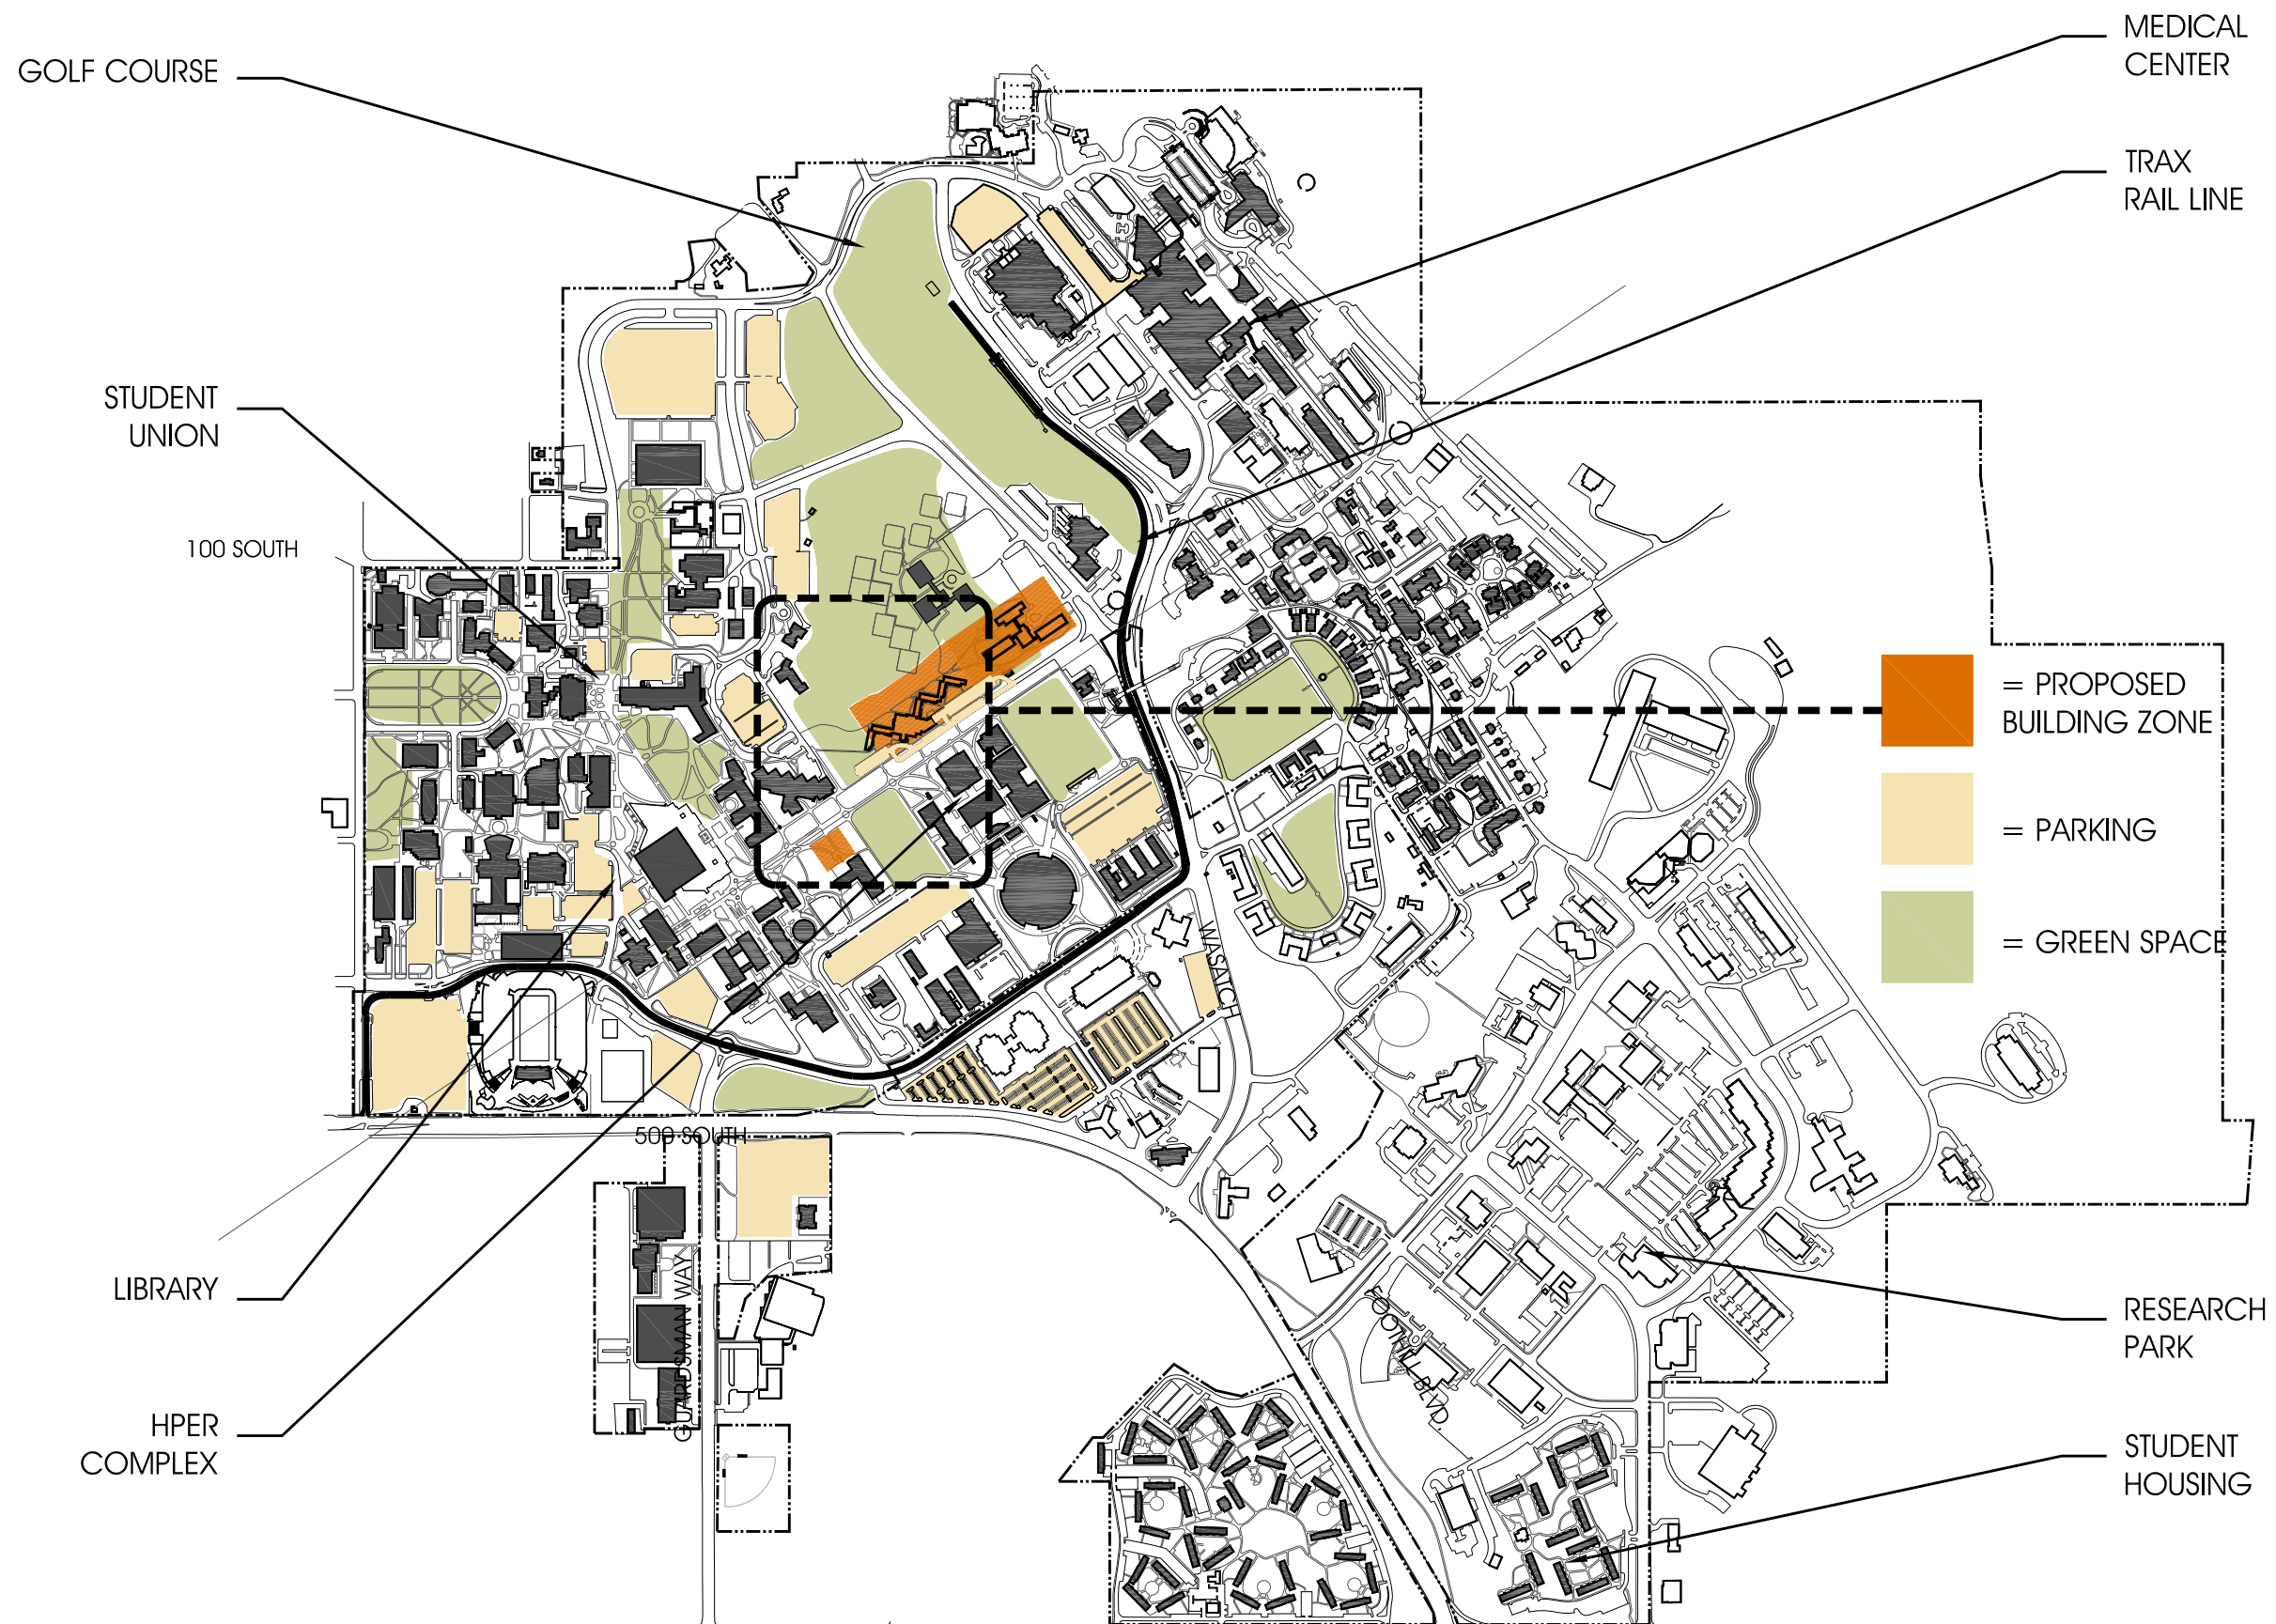 MEDICAL
CENTER
GOLF COURSE
TRAX
RAIL LINE
STUDENT
UNION
100 SOUTH
= PROPOSED
BUILDING ZONE
= PARKING
= GREEN SPACE
WASATCH
500 SOUTH
LIBRARY
GUARDSMAN WAY
RESEARCH
PARK
HPER
COMPLEX
STUDENT
HOUSING